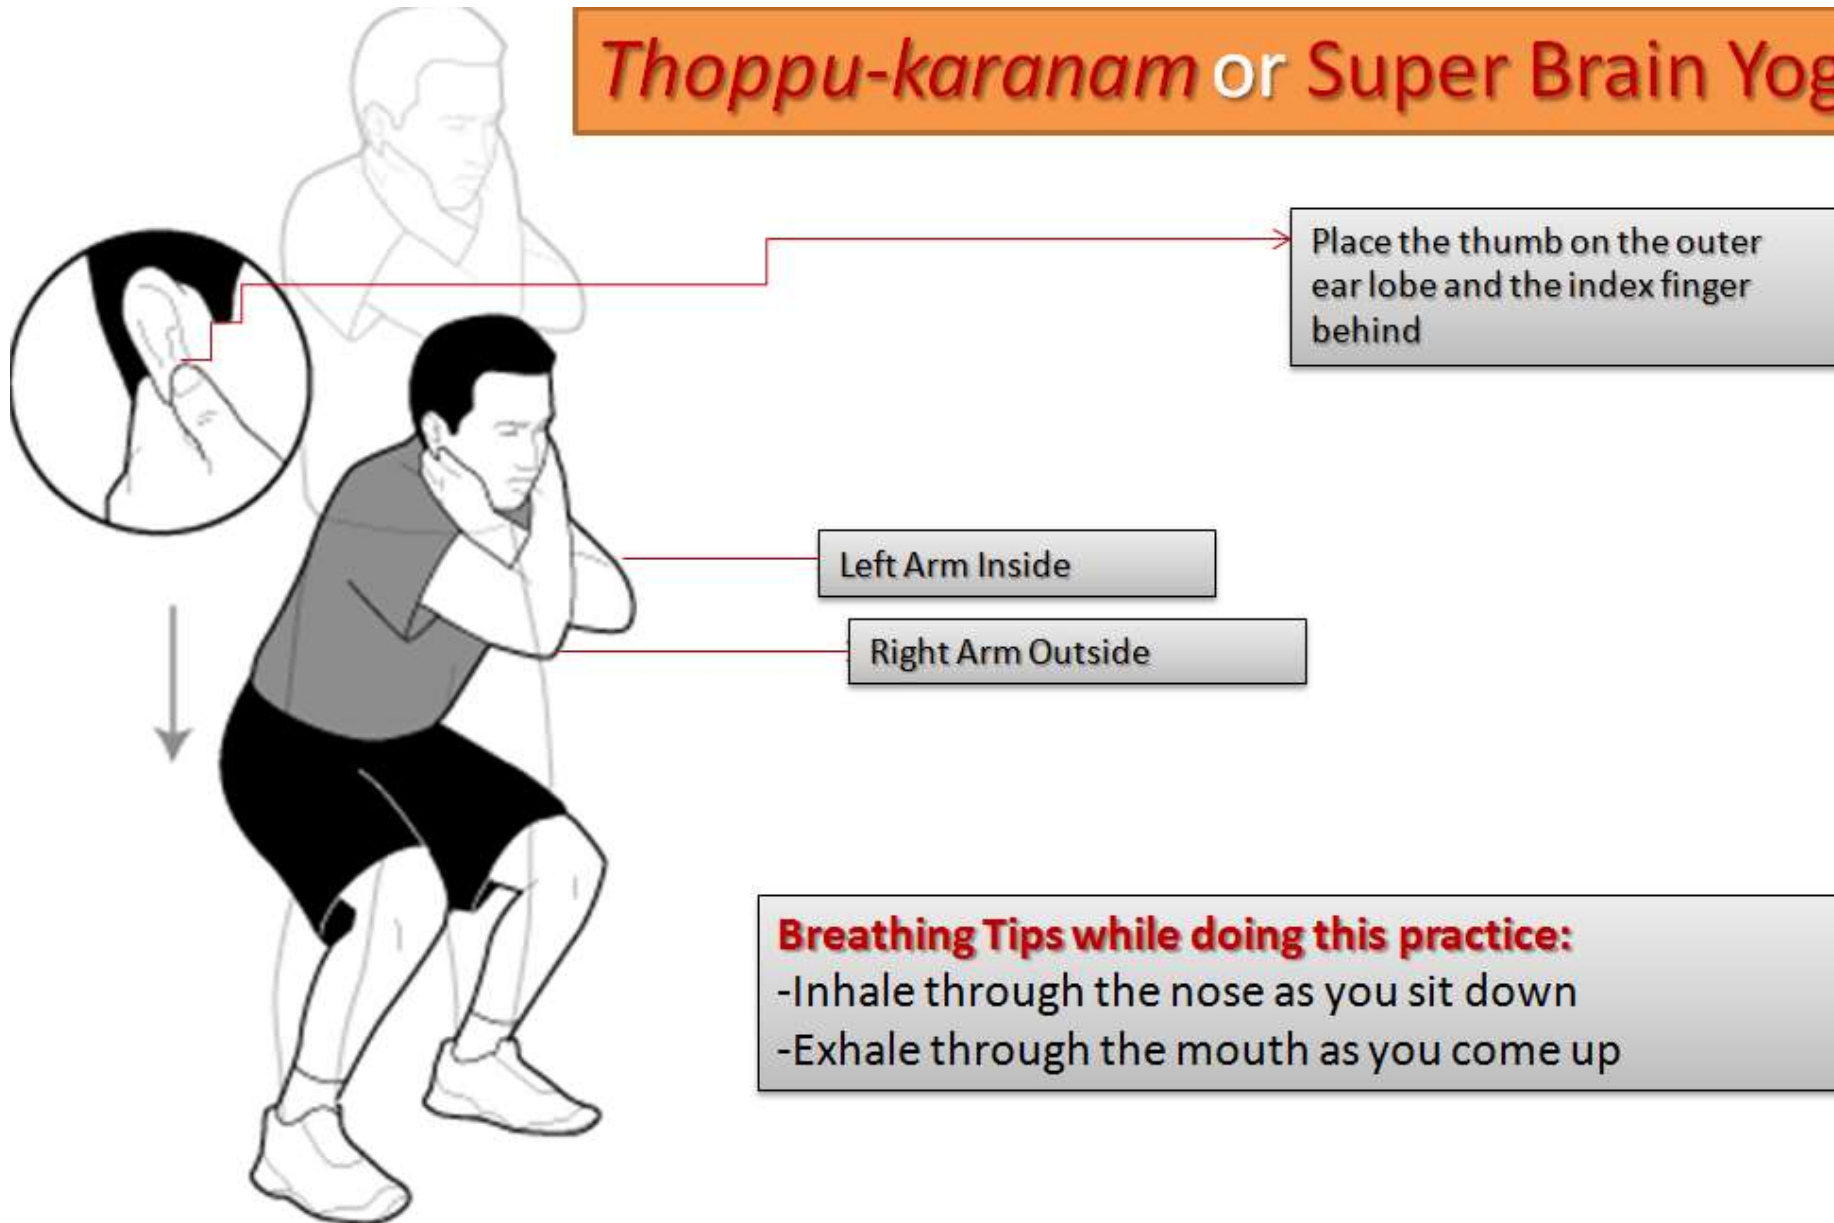 Thoppu-karanam or Super Brain Yog
Place the thumb on the outer
ear lobe and the index finger
behind
Left Arm Inside
Right Arm Outside
Breathing Tips while doing this practice:
-Inhale through the nose as you sit down
-Exhale through the mouth as you come up